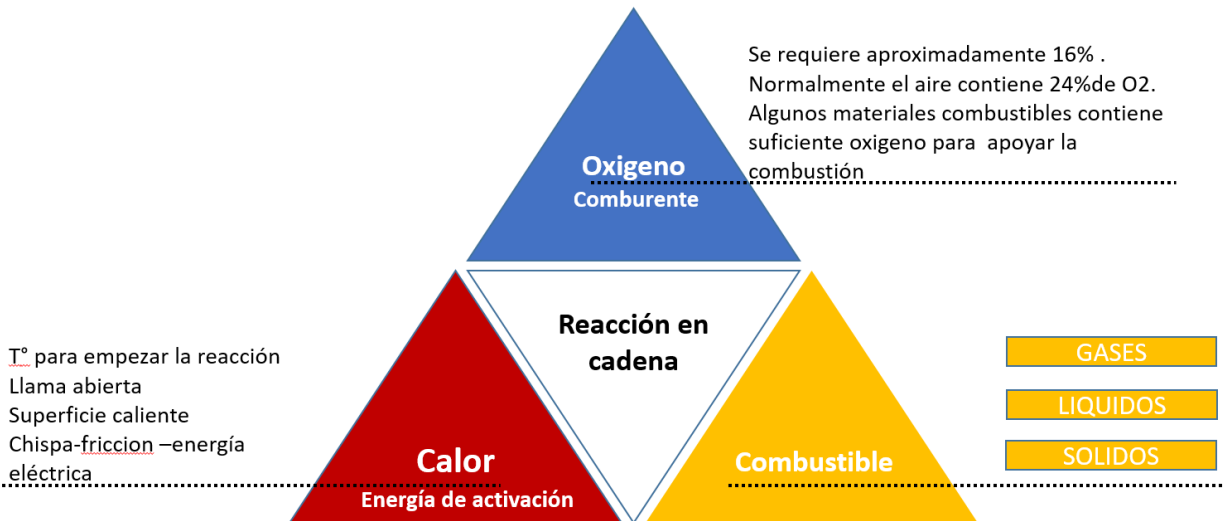 Se requiere aproximadamente 16% .
Normalmente el aire contiene 24%de O2.
Algunos materiales combustibles contiene
suficiente oxigeno para  apoyar la
combustión
Oxigeno
Comburente
Reacción en
cadena
T° para empezar la reacción
Llama abierta
Superficie caliente
Chispa-friccion –energía
eléctrica
Calor
Energía de activación
Combustible
GASES
LIQUIDOS
SOLIDOS